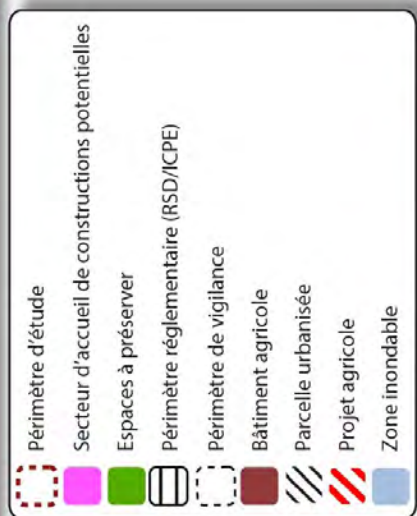 Périmètre d'étude
Secteur d'accueil de constructions potentielles
Espaces à préserver
Périmètre réglementaire (RSD/ICPE)
Périmètre de vigilance
Bâtiment agricole
Parcelle urbanisée
Projet agricole
Zone inondable